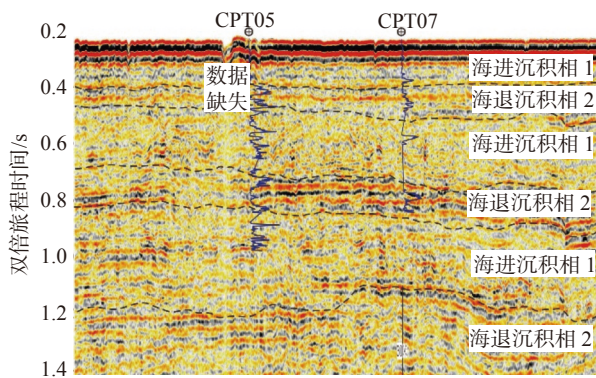 CPT05 CPT07
0.2
0.4
0.6
0.8
1.0
1.2
1.4
双倍旅程时间/s
数据
缺失
海进沉积相 1
海退沉积相 2
海进沉积相 1
海退沉积相 2
海进沉积相 1
海退沉积相 2